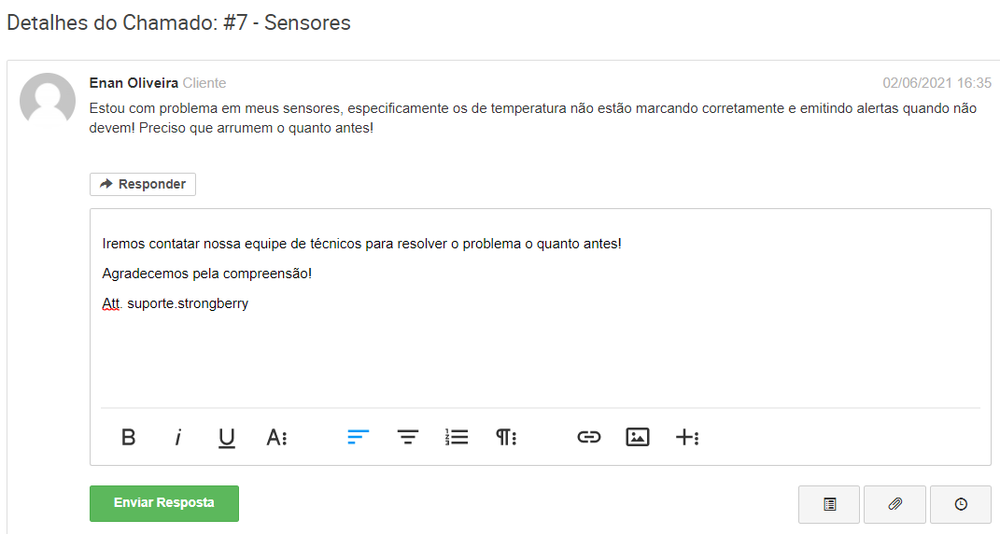 Detalhes do Chamado: #7 - Sensores
Enan Oliveira Cliente
02/06/2021 16:35
Estou com problema em meus sensores, especificamente os de temperatura não estão marcando corretamente e emitindo alertas quando não
devem! Preciso que arrumem o quanto antes!
Responder
Iremos contatar nossa equipe de técnicos para resolver o problema o quanto antes!
Agradecemos pela compreensão!
Att. suporte.strongberry
Enviar Resposta